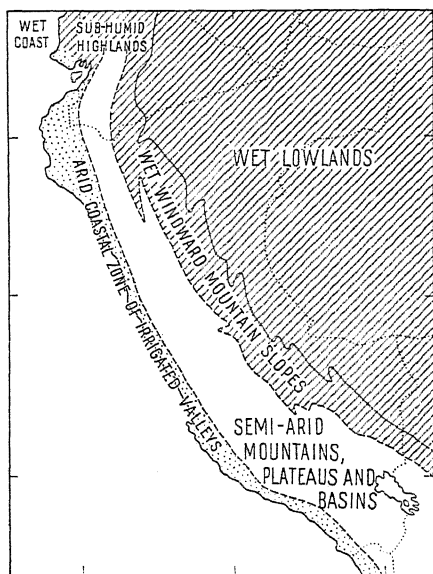 WET
COAST
SUB-HUMID
HIGHLANDS
WET LOWLANDS
WET WINDWARD MOUNTAIN SLOPES
ARID COASTAL ZONE OF IRRIGATED VALLEYS
SEMI-ARID
MOUNTAINS,
PLATEAUS AND
BASINS